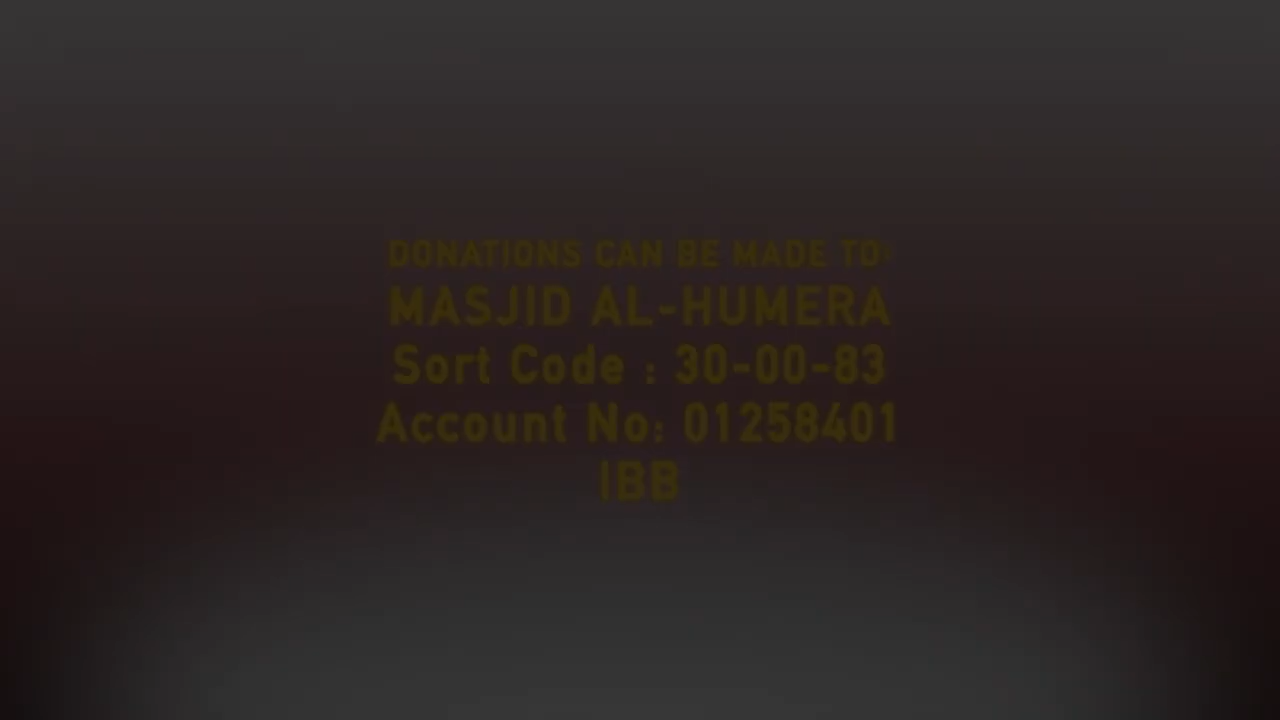 DONATIONS CAN BE MADE TO:
MASJID AL-HUMERA
Sort Code : 30-00-83
Account No: 01258401
IBB